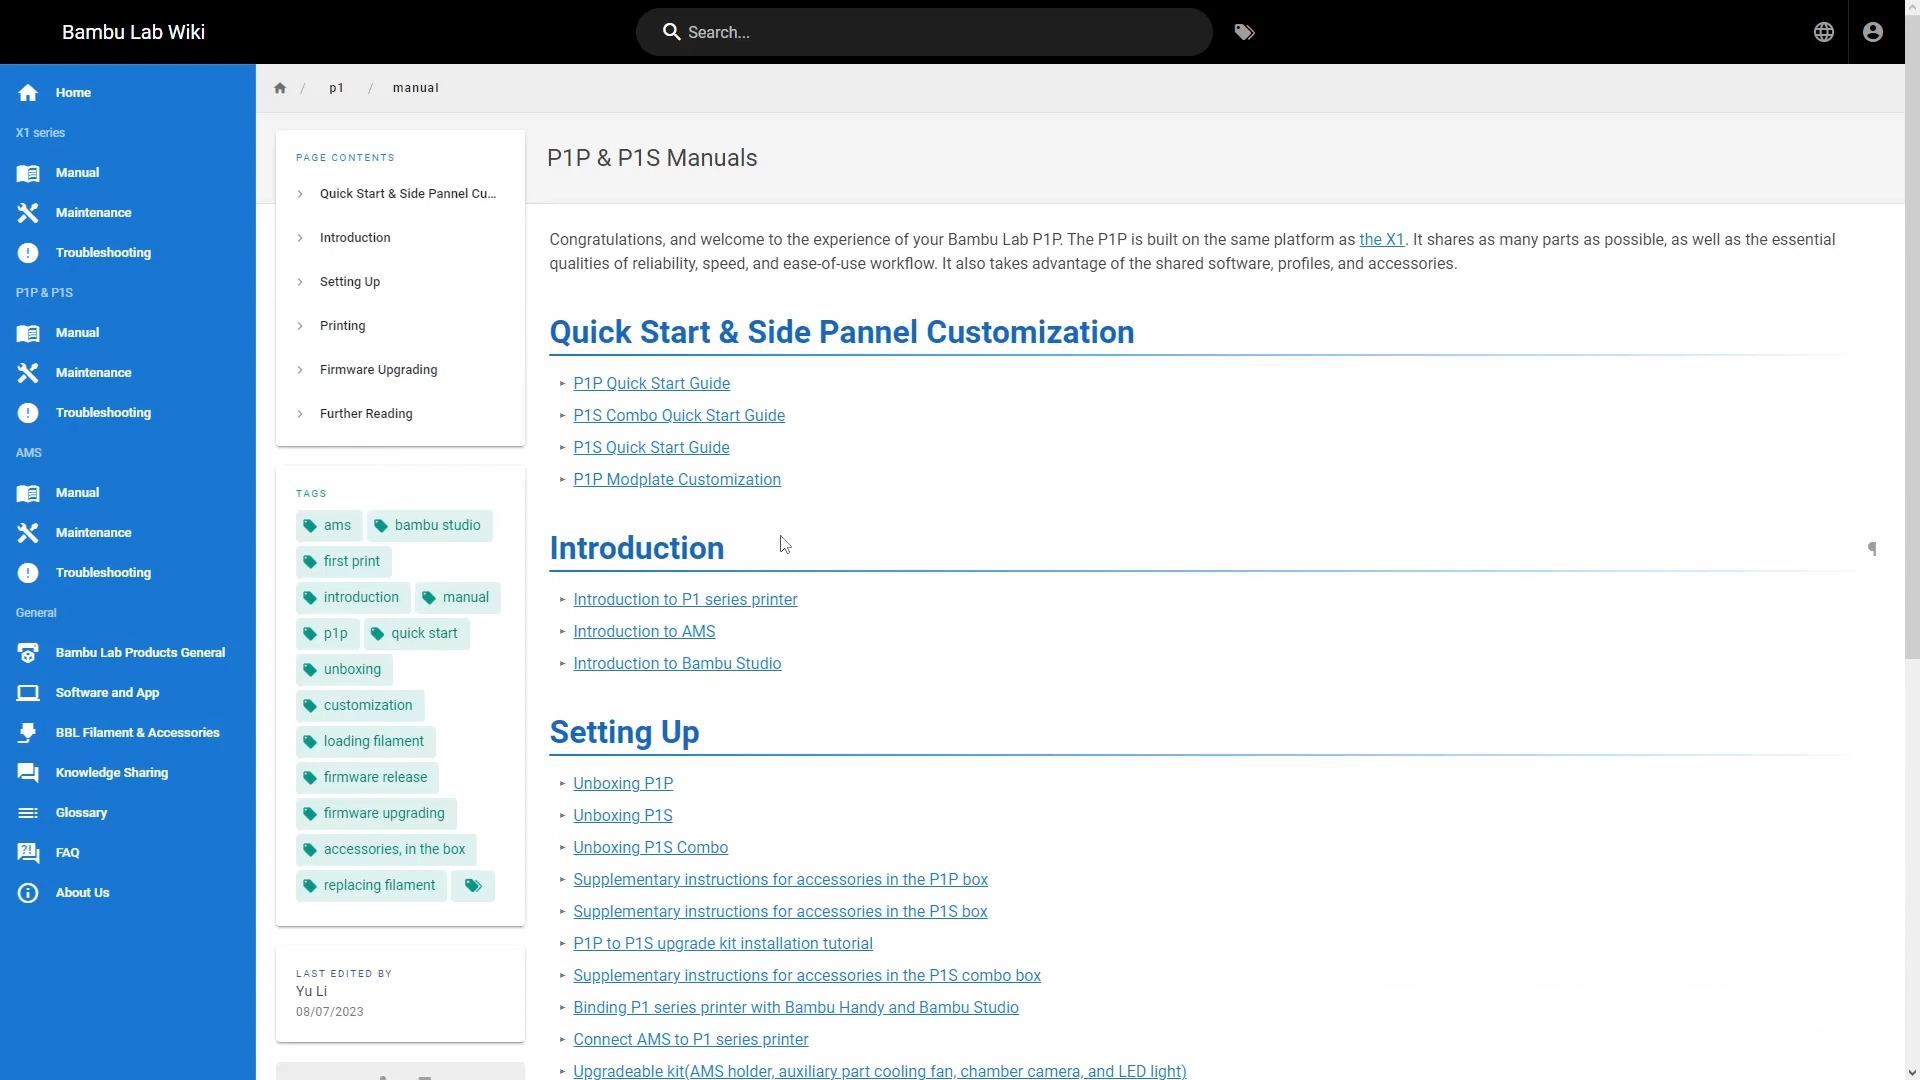 Bambu Lab Wiki
Search...
Home
X1 series
Manual
Maintenance
Troubleshooting
P1P & P1S
Manual
Maintenance
Troubleshooting
AMS
Manual
Maintenance
Troubleshooting
General
Bambu Lab Products General
Software and App
BBL Filament & Accessories
Knowledge Sharing
Glossary
FAQ
About Us
/ p1 / manual
PAGE CONTENTS
Quick Start & Side Pannel Cu...
Introduction
Setting Up
Printing
Firmware Upgrading
Further Reading
TAGS
ams bambu studio
first print
introduction manual
p1p quick start
unboxing
customization
loading filament
firmware release
firmware upgrading
accessories, in the box
replacing filament
LAST EDITED BY
Yu Li
08/07/2023
P1P & P1S Manuals
Congratulations, and welcome to the experience of your Bambu Lab P1P. The P1P is built on the same platform as the X1. It shares as many parts as possible, as well as the essential
qualities of reliability, speed, and ease-of-use workflow. It also takes advantage of the shared software, profiles, and accessories.
Quick Start & Side Pannel Customization
P1P Quick Start Guide
P1S Combo Quick Start Guide
P1S Quick Start Guide
P1P Modplate Customization
Introduction
¶
Introduction to P1 series printer
Introduction to AMS
Introduction to Bambu Studio
Setting Up
Unboxing P1P
Unboxing P1S
Unboxing P1S Combo
Supplementary instructions for accessories in the P1P box
Supplementary instructions for accessories in the P1S box
P1P to P1S upgrade kit installation tutorial
Supplementary instructions for accessories in the P1S combo box
Binding P1 series printer with Bambu Handy and Bambu Studio
Connect AMS to P1 series printer
Upgradeable kit(AMS holder, auxiliary part cooling fan, chamber camera, and LED light)